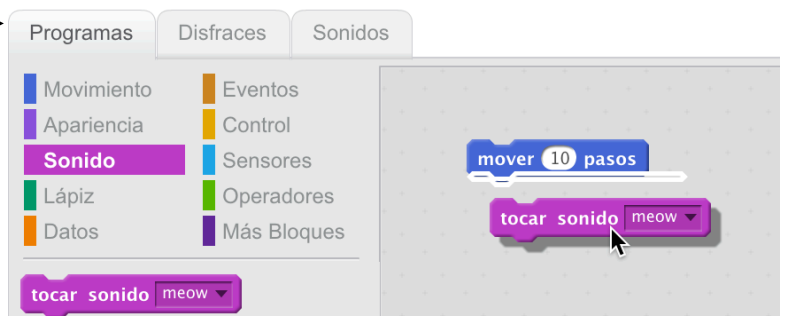 Programas Disfraces Sonidos
Movimiento Eventos
Apariencia Control
Sonido Sensores
Lápiz Operadores
Datos Más Bloques
tocar sonido meow
mover 10 pasos
tocar sonido meow